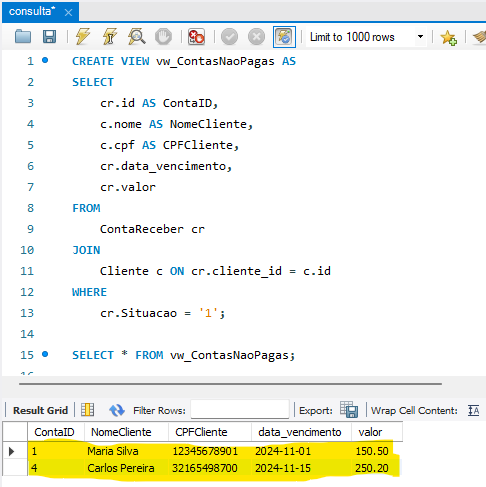 consulta* ×
Limit to 1000 rows
1 CREATE VIEW vw_ContasNaoPagas AS
2 SELECT
3 cr.id AS ContaID,
4 c.nome AS NomeCliente,
5 c.cpf AS CPFCliente,
6 cr.data_vencimento,
7 cr.valor
8 FROM
9 ContaReceber cr
10 JOIN
11 Cliente c ON cr.cliente_id = c.id
12 WHERE
13 cr.Situacao = '1';
14
15 SELECT * FROM vw_ContasNaoPagas;
Result Grid Filter Rows: Export: Wrap Cell Content: IA
ContaID NomeCliente CPFCliente data_vencimento valor
1 Maria Silva 12345678901 2024-11-01 150.50
4 Carlos Pereira 32165498700 2024-11-15 250.20